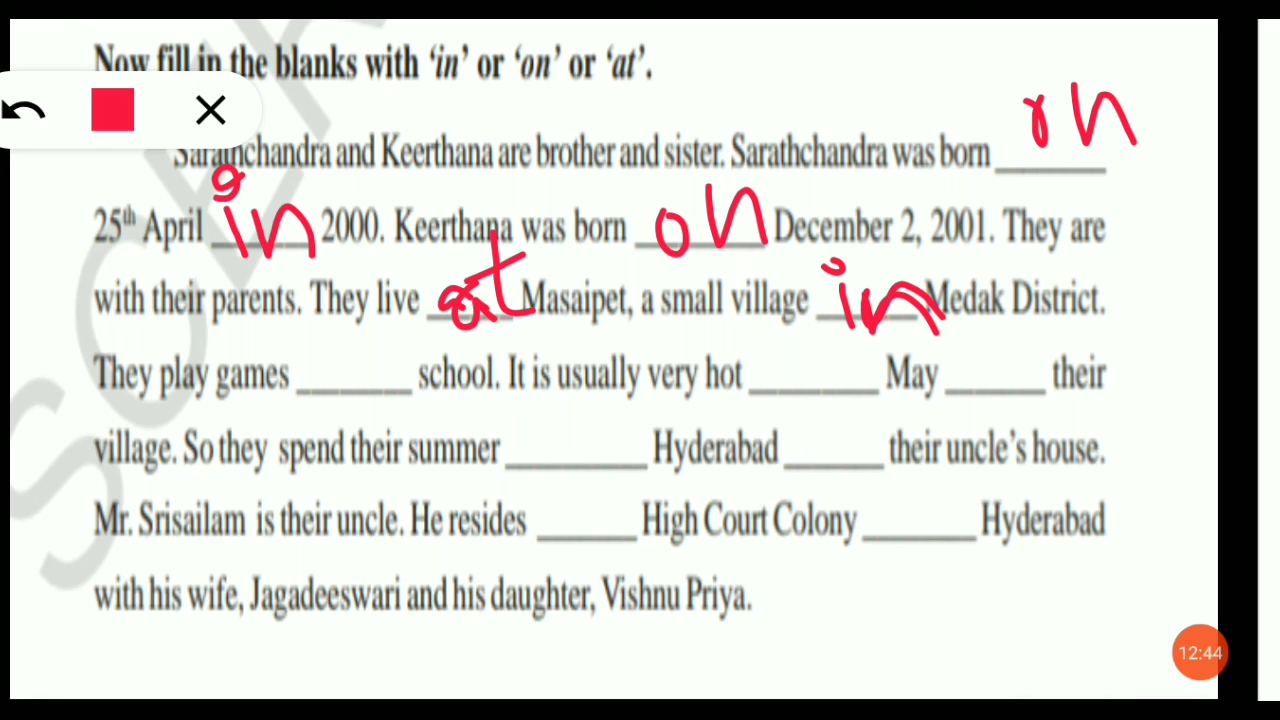 Now fill in the blanks with ‘in’ or ‘on’ or ‘at’.
Sarathchandra and Keerthana are brother and sister. Sarathchandra was born on
25th April in 2000. Keerthana was born on December 2, 2001. They are
with their parents. They live at Masaipet, a small village in Medak District.
They play games _______ school. It is usually very hot _________ May _______ their
village. So they spend their summer __________ Hyderabad _______ their uncle’s house.
Mr. Srisailam is their uncle. He resides _______ High Court Colony ________ Hyderabad
with his wife, Jagadeeswari and his daughter, Vishnu Priya.
12:44